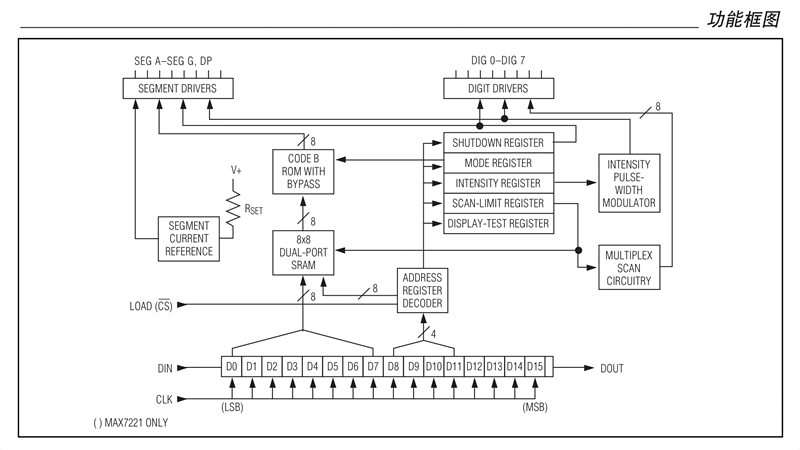 功能框图
SEG A–SEG G, DP
DIG 0–DIG 7
SEGMENT DRIVERS
DIGIT DRIVERS
8
8
SHUTDOWN REGISTER
MODE REGISTER
INTENSITY REGISTER
SCAN-LIMIT REGISTER
DISPLAY-TEST REGISTER
CODE B
ROM WITH
BYPASS
INTENSITY
PULSE-
WIDTH
MODULATOR
V+
RSET
8
SEGMENT
CURRENT
REFERENCE
8x8
DUAL-PORT
SRAM
MULTIPLEX
SCAN
CIRCUITRY
ADDRESS
REGISTER
DECODER
8
8
LOAD (CS)
4
DIN
D0 D1 D2 D3 D4 D5 D6 D7 D8 D9 D10 D11 D12 D13 D14 D15
DOUT
CLK
(LSB)
(MSB)
( ) MAX7221 ONLY